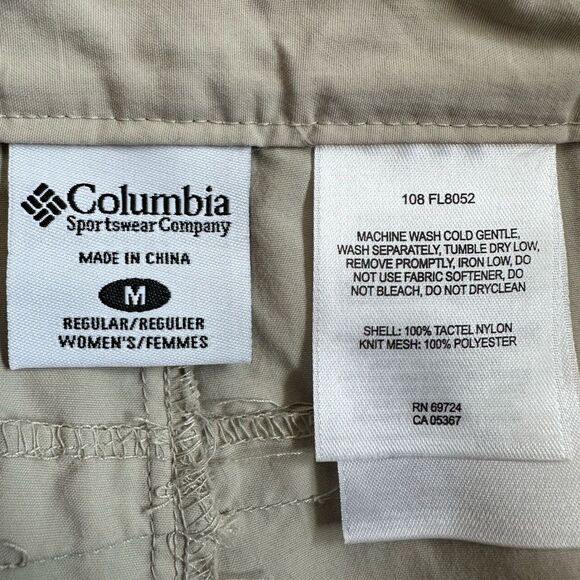 Columbia
Sportswear Company
MADE IN CHINA
M
REGULAR/REGULIER
WOMEN'S/FEMMES
108 FL8052
MACHINE WASH COLD GENTLE,
WASH SEPARATELY, TUMBLE DRY LOW,
REMOVE PROMPTLY, IRON LOW, DO
NOT USE FABRIC SOFTENER, DO
NOT BLEACH, DO NOT DRYCLEAN
SHELL: 100% TACTEL NYLON
KNIT MESH: 100% POLYESTER
RN 69724
CA 05367